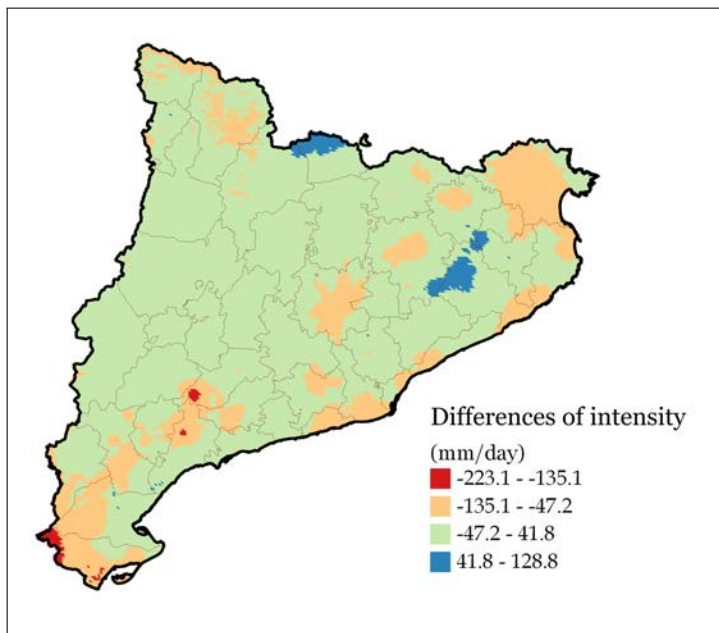 Differences of intensity
(mm/day)
-223.1 - -135.1
-135.1 - -47.2
-47.2 - 41.8
41.8 - 128.8